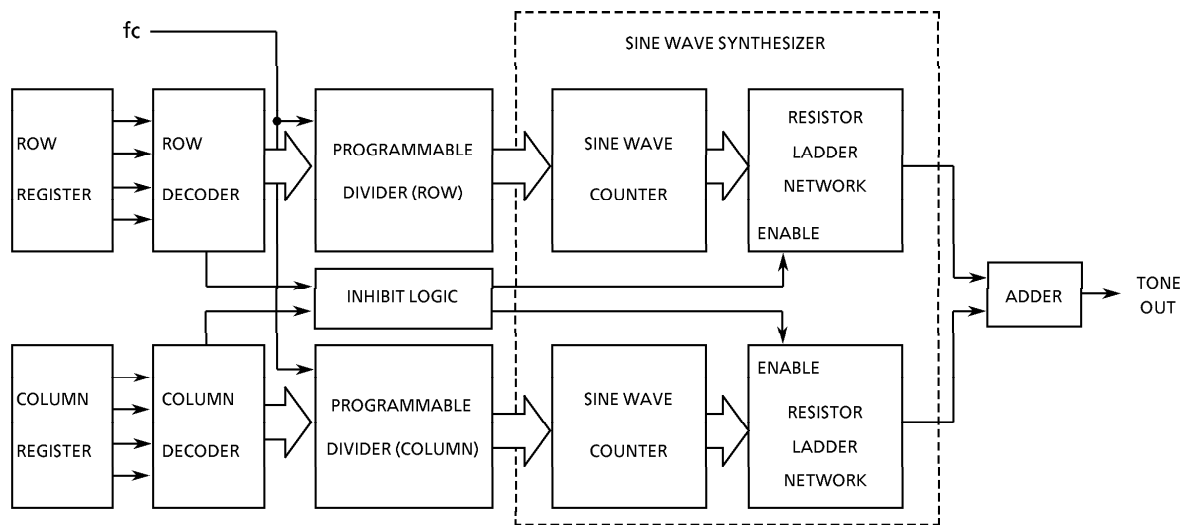 fc
SINE WAVE SYNTHESIZER
ROW
REGISTER
ROW
DECODER
PROGRAMMABLE
DIVIDER (ROW)
SINE WAVE
COUNTER
RESISTOR
LADDER
NETWORK
ENABLE
INHIBIT LOGIC
ADDER
TONE
OUT
COLUMN
REGISTER
COLUMN
DECODER
PROGRAMMABLE
DIVIDER (COLUMN)
SINE WAVE
COUNTER
ENABLE
RESISTOR
LADDER
NETWORK